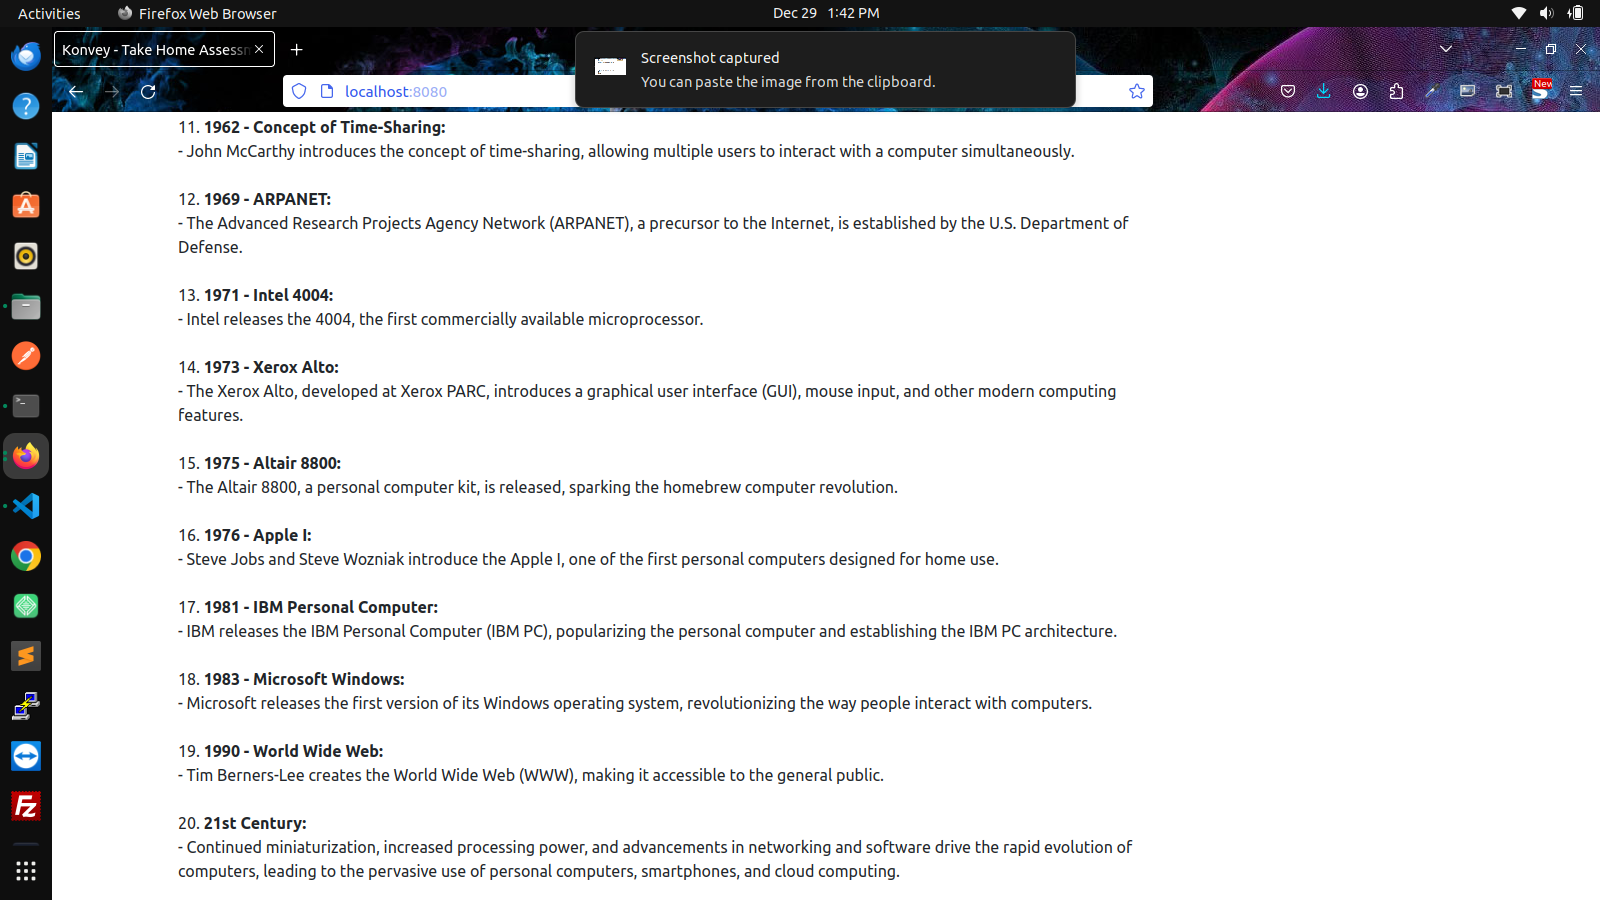 Activities
Firefox Web Browser
Dec 29 1:42 PM
Konvey - Take Home Assessm
Screenshot captured
You can paste the image from the clipboard.
localhost:8080
New
11. 1962 - Concept of Time-Sharing:
- John McCarthy introduces the concept of time-sharing, allowing multiple users to interact with a computer simultaneously.
12. 1969 - ARPANET:
- The Advanced Research Projects Agency Network (ARPANET), a precursor to the Internet, is established by the U.S. Department of
Defense.
13. 1971 - Intel 4004:
- Intel releases the 4004, the first commercially available microprocessor.
14. 1973 - Xerox Alto:
- The Xerox Alto, developed at Xerox PARC, introduces a graphical user interface (GUI), mouse input, and other modern computing
features.
15. 1975 - Altair 8800:
- The Altair 8800, a personal computer kit, is released, sparking the homebrew computer revolution.
16. 1976 - Apple I:
- Steve Jobs and Steve Wozniak introduce the Apple I, one of the first personal computers designed for home use.
17. 1981 - IBM Personal Computer:
- IBM releases the IBM Personal Computer (IBM PC), popularizing the personal computer and establishing the IBM PC architecture.
18. 1983 - Microsoft Windows:
- Microsoft releases the first version of its Windows operating system, revolutionizing the way people interact with computers.
19. 1990 - World Wide Web:
- Tim Berners-Lee creates the World Wide Web (WWW), making it accessible to the general public.
20. 21st Century:
- Continued miniaturization, increased processing power, and advancements in networking and software drive the rapid evolution of
computers, leading to the pervasive use of personal computers, smartphones, and cloud computing.